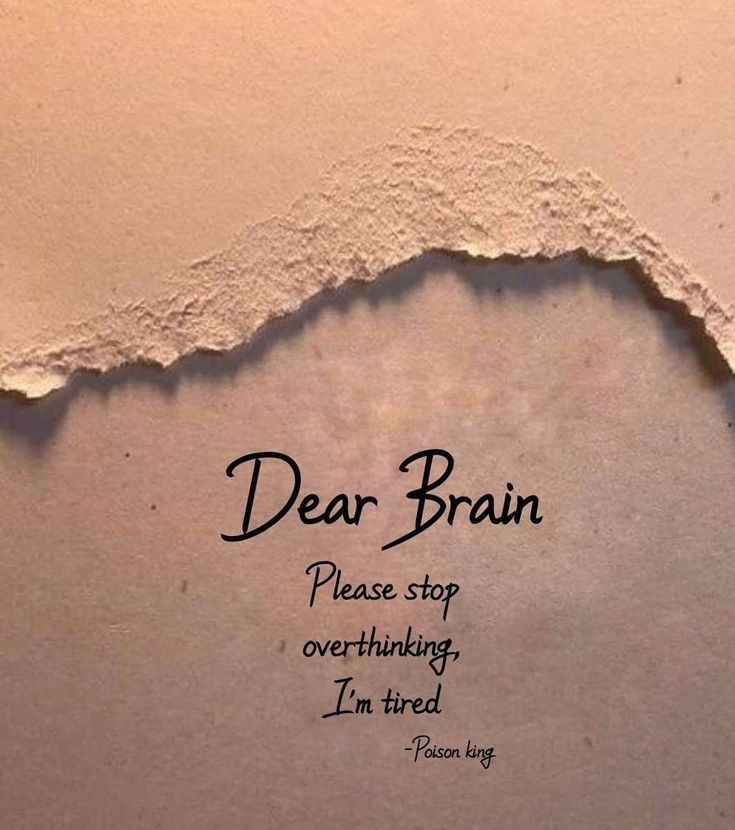 Dear Brain
Please stop
overthinking,
I'm tired
-Poison king